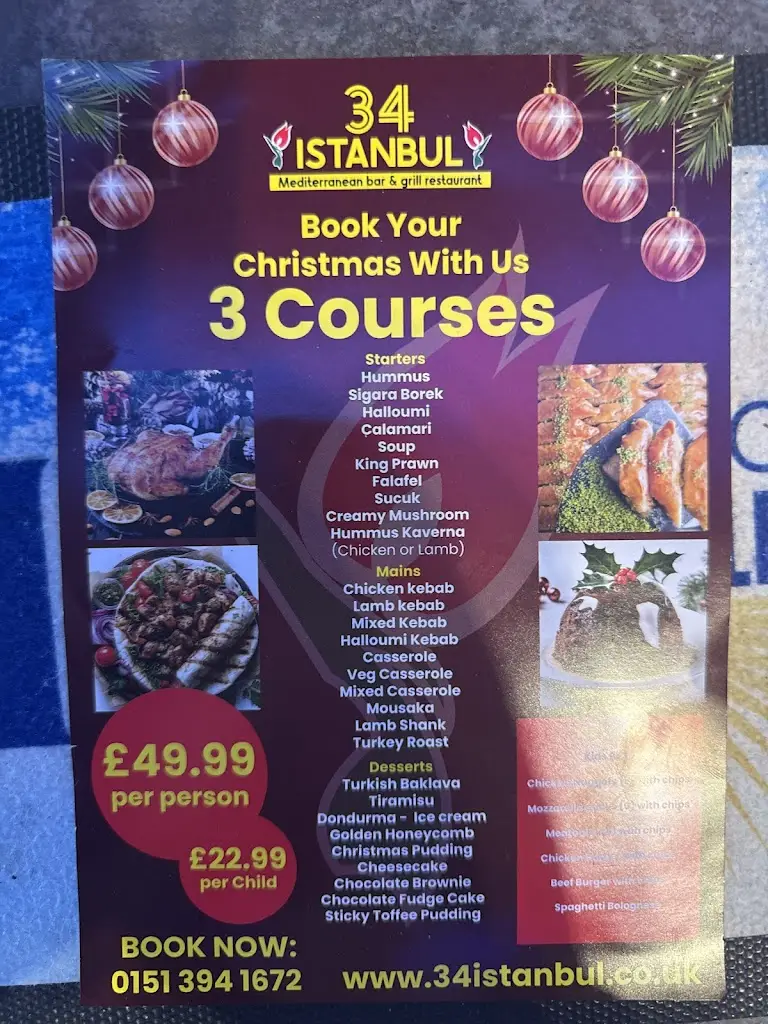 34
ISTANBUL
Mediterranean bar & grill restaurant
Book Your
Christmas With Us
3 Courses
Starters
Hummus
Sigara Borek
Halloumi
Çalamari
Soup
King Prawn
Falafel
Sucuk
Creamy Mushroom
Hummus Kaverna
(Chicken or Lamb)
Mains
Chicken kebab
Lamb kebab
Mixed Kebab
Halloumi Kebab
Casserole
Veg Casserole
Mixed Casserole
Mousaka
Lamb Shank
Turkey Roast
Desserts
Turkish Baklava
Tiramisu
Dondurma - Ice cream
Golden Honeycomb
Christmas Pudding
Cheesecake
Chocolate Brownie
Chocolate Fudge Cake
Sticky Toffee Pudding
£49.99
per person
£22.99
per Child
Kids
Chicken with chips
with chips
with chips
Chicken
Beef Burger with
Spaghetti Bolognese
BOOK NOW:
0151 394 1672
www.34istanbul.co.uk